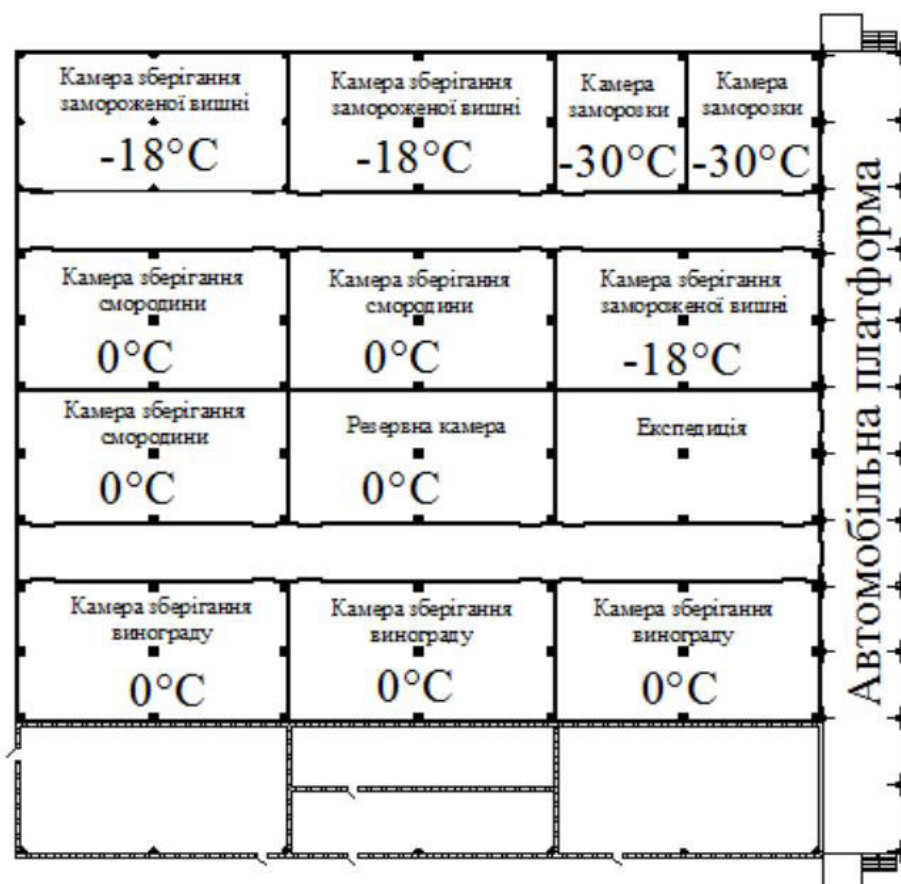 Камера зберігання
замороженої вишні
-18°C
Камера зберігання
замороженої вишні
-18°C
Камера
заморозки
-30°C
Камера
заморозки
-30°C
Камера зберігання
смородини
0°C
Камера зберігання
смородини
0°C
Камера зберігання
замороженої вишні
-18°C
Камера зберігання
смородини
0°C
Резервна камера
0°C
Експедиція
Камера зберігання
винограду
0°C
Камера зберігання
винограду
0°C
Камера зберігання
винограду
0°C
Автомобільна платформа